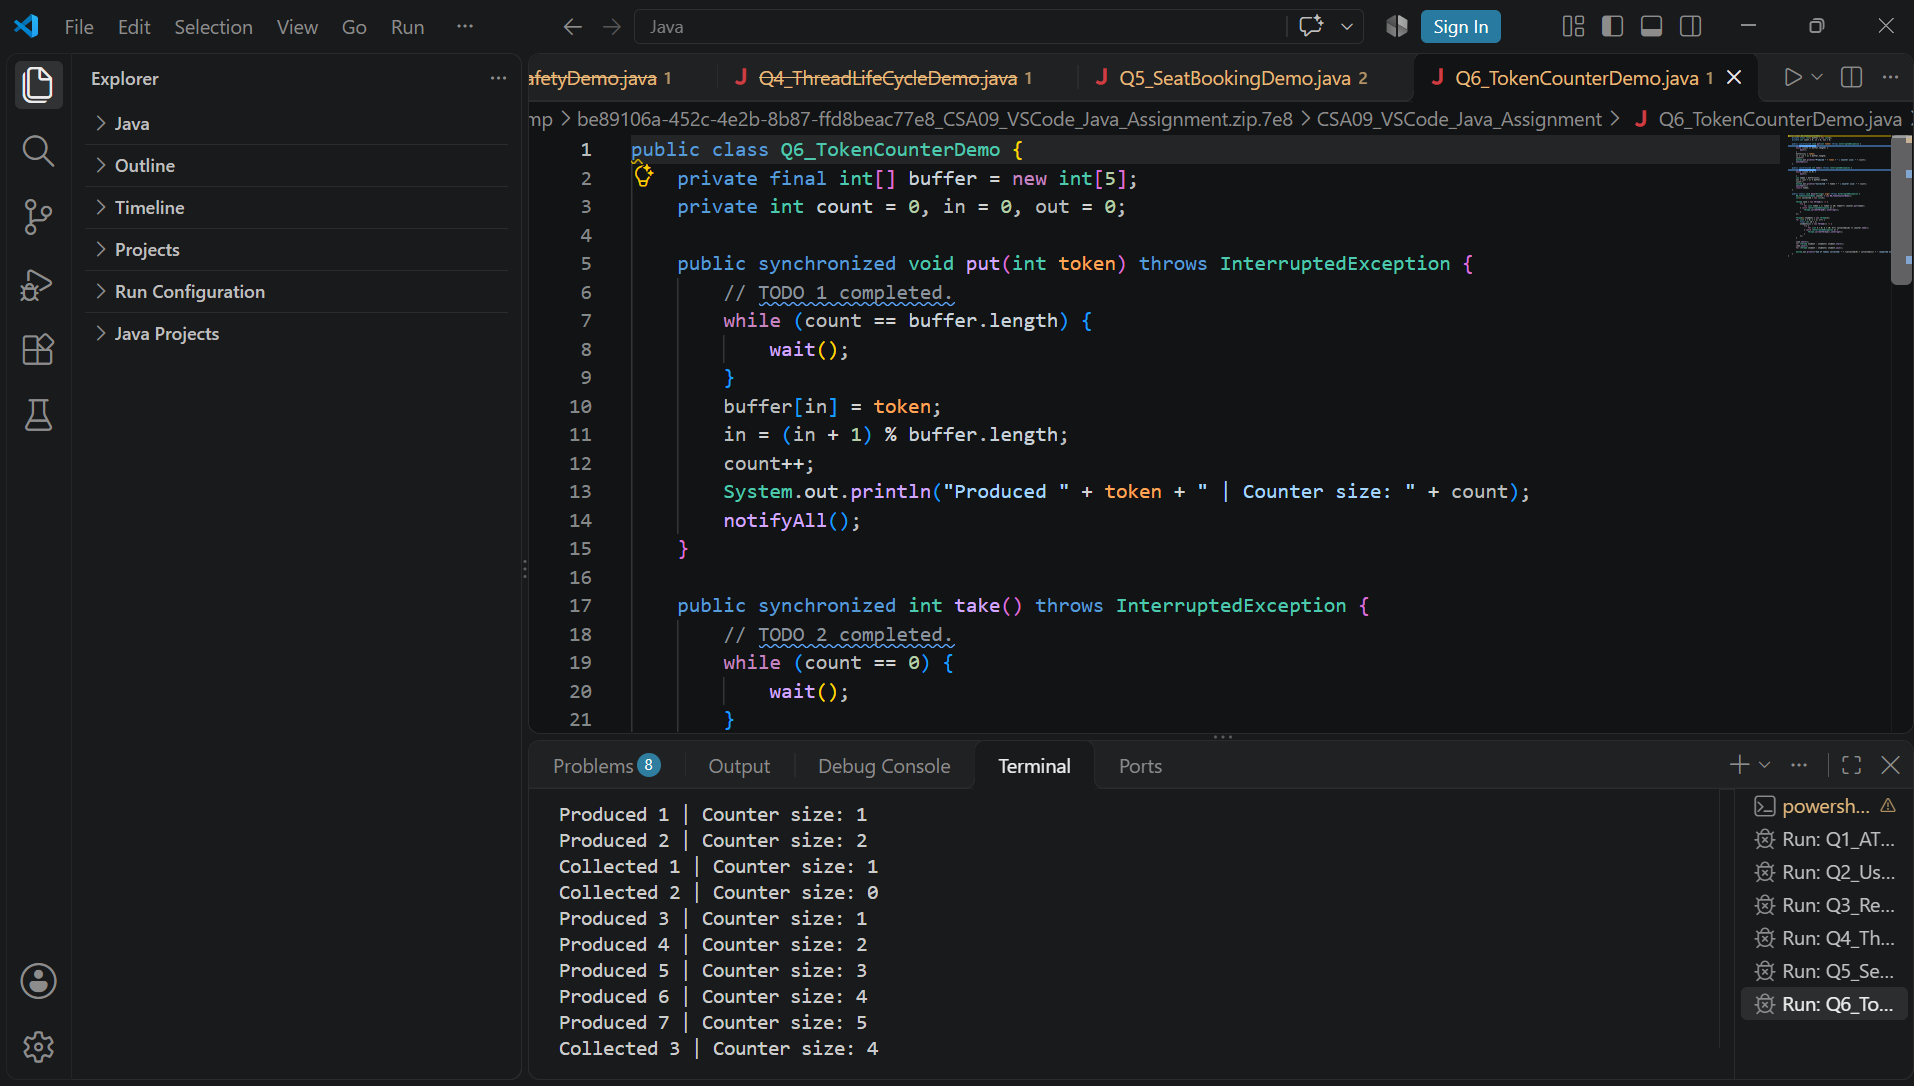 File Edit Selection View Go Run ··· Java Sign In
Explorer ···
Java
Outline
Timeline
Projects
Run Configuration
Java Projects
afetyDemo.java 1 J Q4_ThreadLifeCycleDemo.java 1 J Q5_SeatBookingDemo.java 2 J Q6_TokenCounterDemo.java 1
mp > be89106a-452c-4e2b-8b87-ffd8beac77e8_CSA09_VSCode_Java_Assignment.zip.7e8 > CSA09_VSCode_Java_Assignment > J Q6_TokenCounterDemo.java
1 public class Q6_TokenCounterDemo {
2 private final int[] buffer = new int[5];
3 private int count = 0, in = 0, out = 0;
4
5 public synchronized void put(int token) throws InterruptedException {
6 // TODO 1 completed.
7 while (count == buffer.length) {
8 wait();
9 }
10 buffer[in] = token;
11 in = (in + 1) % buffer.length;
12 count++;
13 System.out.println("Produced " + token + " | Counter size: " + count);
14 notifyAll();
15 }
16
17 public synchronized int take() throws InterruptedException {
18 // TODO 2 completed.
19 while (count == 0) {
20 wait();
21 }
Problems 8 Output Debug Console Terminal Ports
Produced 1 | Counter size: 1
Produced 2 | Counter size: 2
Collected 1 | Counter size: 1
Collected 2 | Counter size: 0
Produced 3 | Counter size: 1
Produced 4 | Counter size: 2
Produced 5 | Counter size: 3
Produced 6 | Counter size: 4
Produced 7 | Counter size: 5
Collected 3 | Counter size: 4
powersh...
Run: Q1_AT...
Run: Q2_Us...
Run: Q3_Re...
Run: Q4_Th...
Run: Q5_Se...
Run: Q6_To...